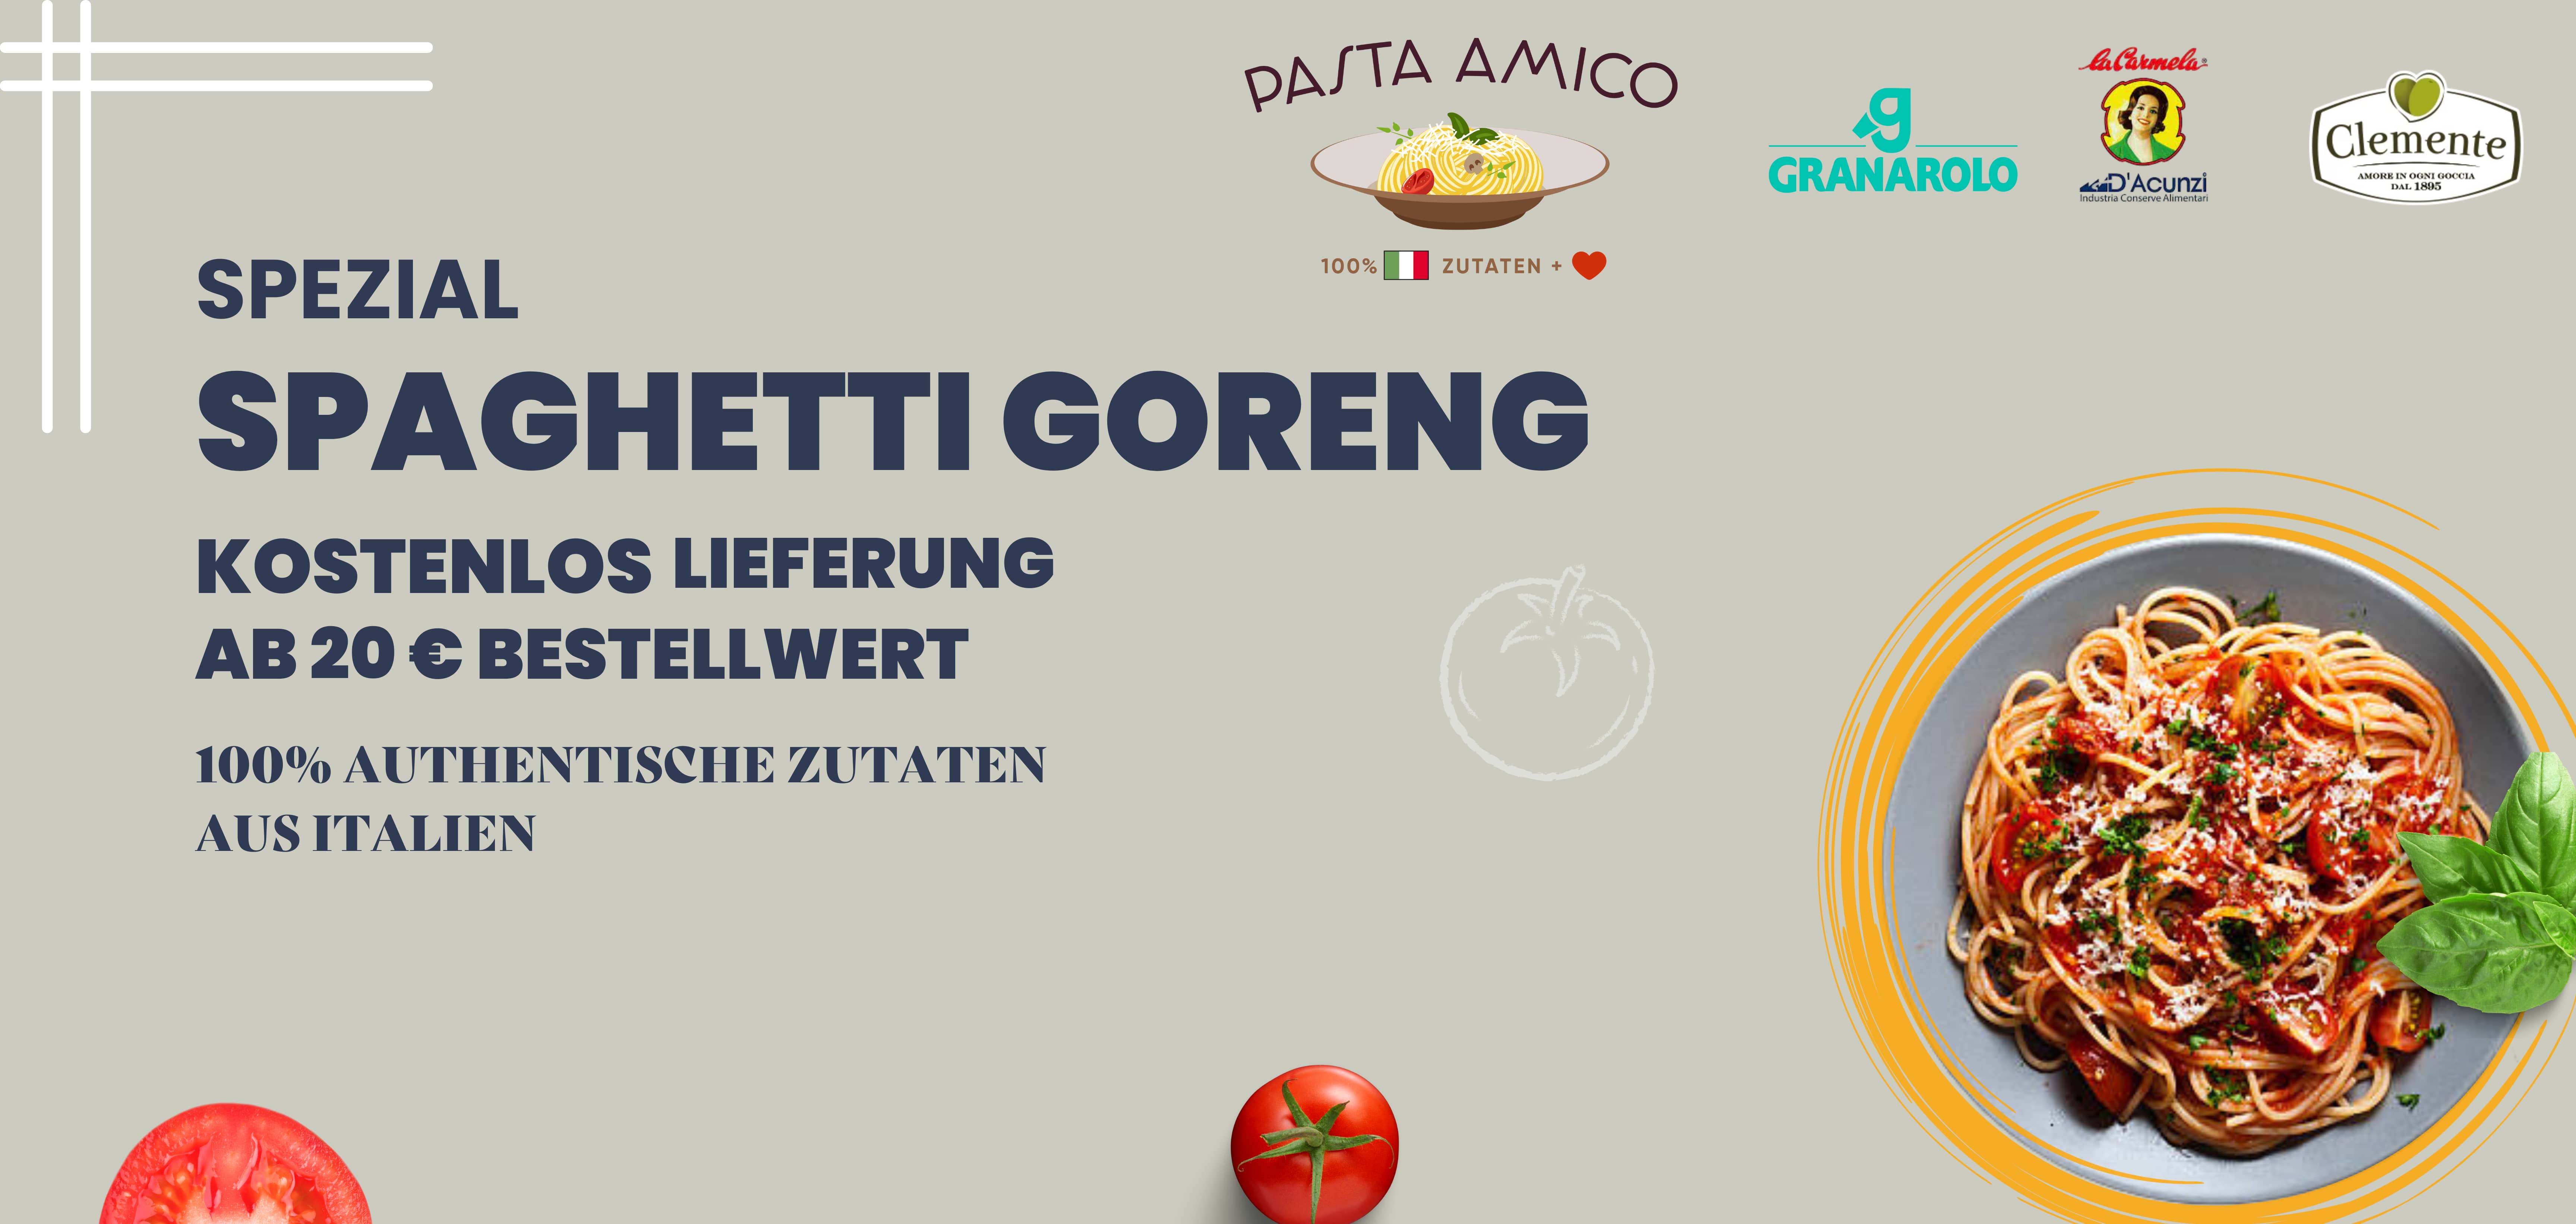 PASTA AMICO
100% ZUTATEN +
g
GRANAROLO
la Carmela®
D'Acunzi
Industria Conserve Alimentari
Clemente
AMORE IN OGNI GOCCIA
DAL 1895
SPEZIAL
SPAGHETTI GORENG
KOSTENLOS LIEFERUNG
AB 20 € BESTELLWERT
100% AUTHENTISCHE ZUTATEN
AUS ITALIEN